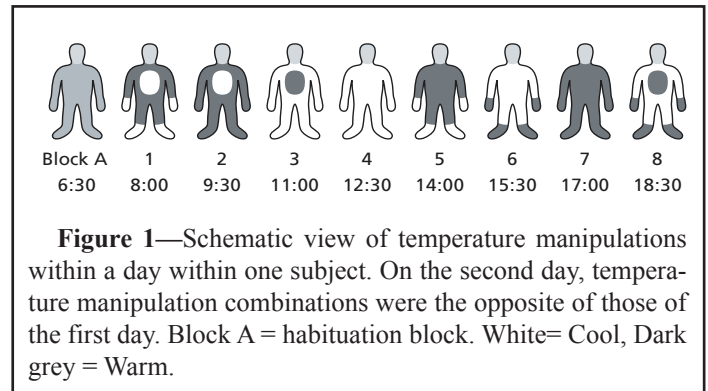 Block A 1 2 3 4 5 6 7 8
6:30 8:00 9:30 11:00 12:30 14:00 15:30 17:00 18:30
Figure 1—Schematic view of temperature manipulations
within a day within one subject. On the second day, tempera-
ture manipulation combinations were the opposite of those of
the first day. Block A = habituation block. White= Cool, Dark
grey = Warm.